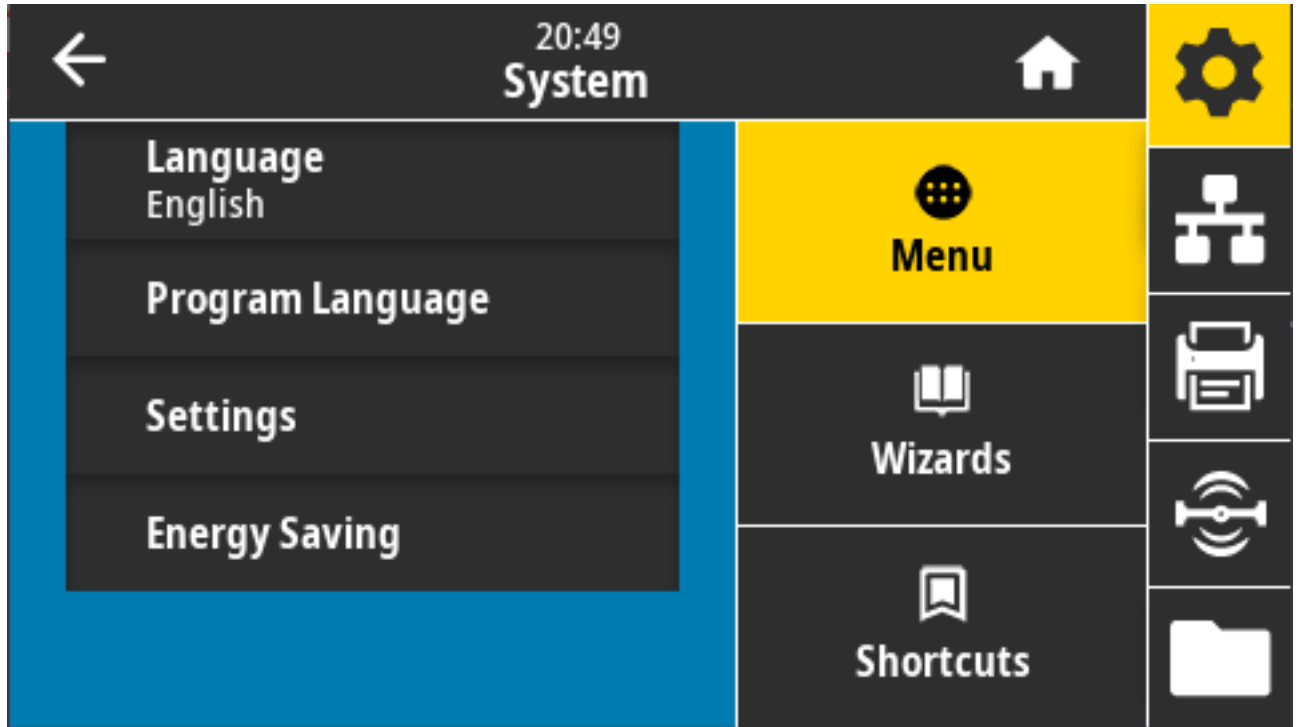 20:49
System
Language
English
Program Language
Settings
Energy Saving
Menu
Wizards
Shortcuts